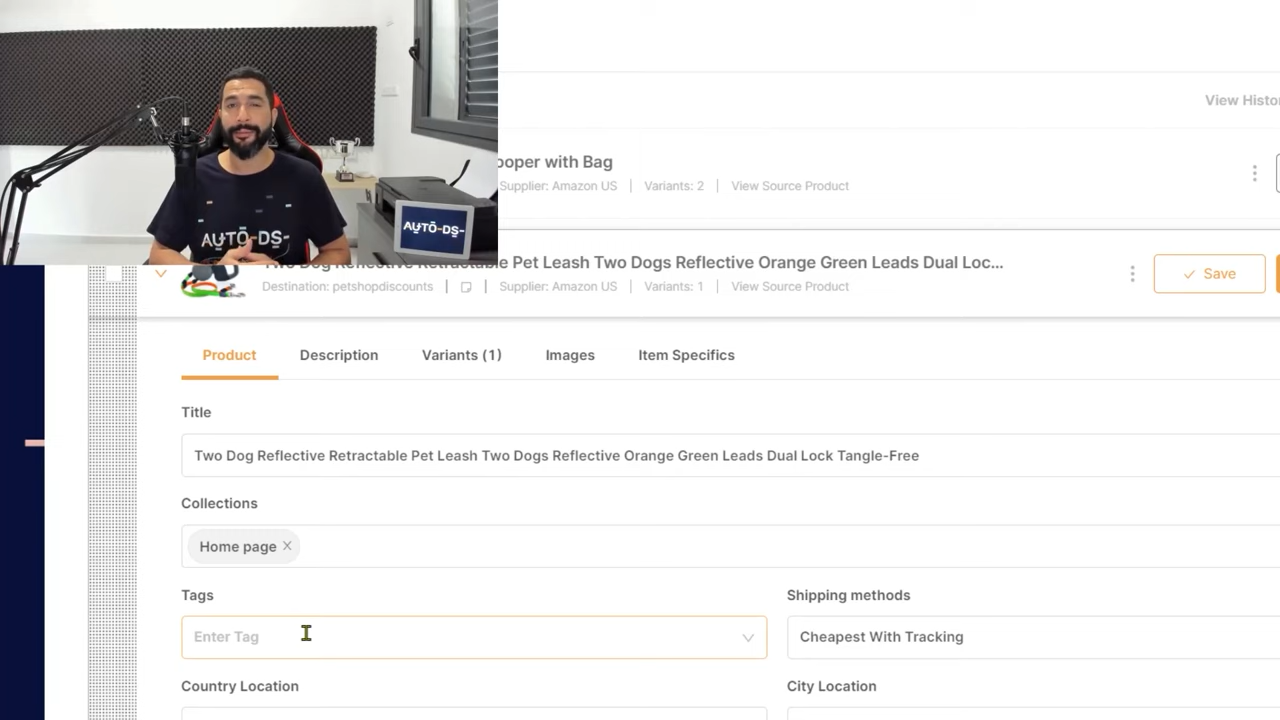 AUTO-DS-
AUTO-DS-
View Histo
ooper with Bag
Supplier: Amazon US | Variants: 2 | View Source Product
Two Dog Reflective Retractable Pet Leash Two Dogs Reflective Orange Green Leads Dual Loc...
Destination: petshopdiscounts | Supplier: Amazon US | Variants: 1 | View Source Product
Save
Product Description Variants (1) Images Item Specifics
Title
Two Dog Reflective Retractable Pet Leash Two Dogs Reflective Orange Green Leads Dual Lock Tangle-Free
Collections
Home page
Tags
Shipping methods
Enter Tag
Cheapest With Tracking
Country Location
City Location